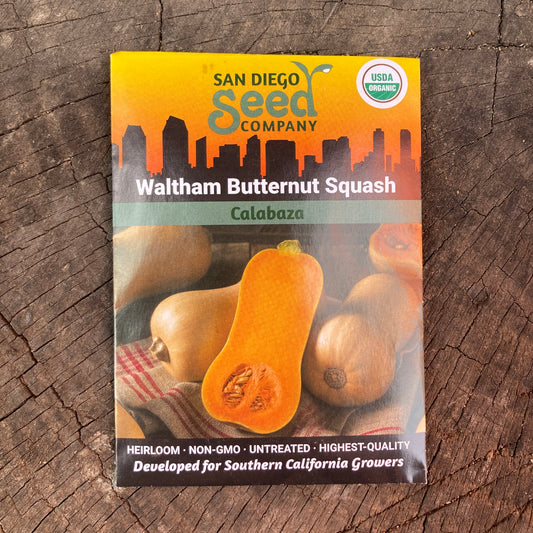 SAN DIEGO
Seed
COMPANY
USDA
ORGANIC
Waltham Butternut Squash
Calabaza
HEIRLOOM · NON-GMO · UNTREATED · HIGHEST-QUALITY
Developed for Southern California Growers